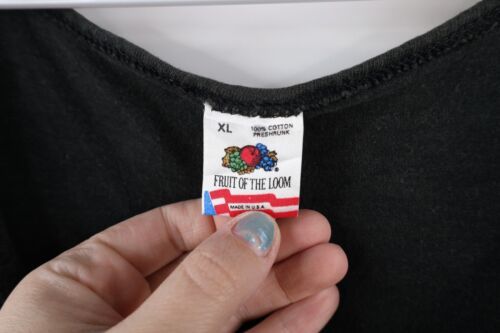 XL
100% COTTON
PRESHRUNK
FRUIT OF THE LOOM
MADE IN U.S.A.